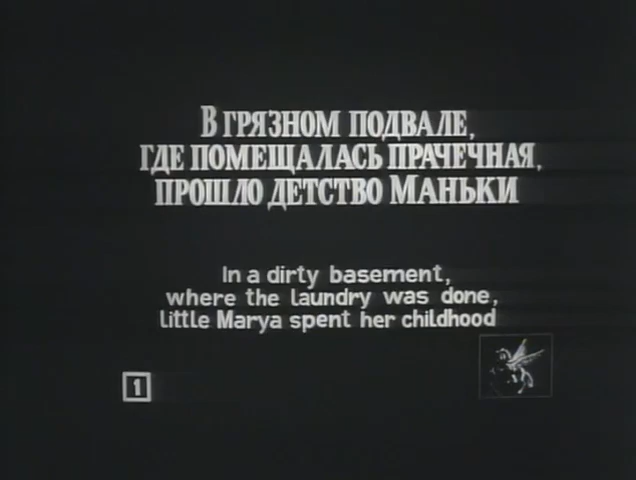 В ГРЯЗНОМ ПОДВАЛЕ,
ГДЕ ПОМЕЩАЛАСЬ ПРАЧЕЧНАЯ,
ПРОШЛО ДЕТСТВО МАНЬКИ
In a dirty basement,
where the laundry was done,
little Marya spent her childhood
1